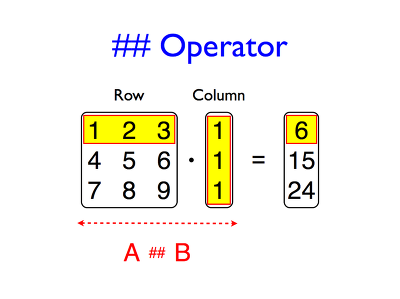 ## Operator
Row Column
1 2 3 1 6
4 5 6 · 1 = 15
7 8 9 1 24
A ## B